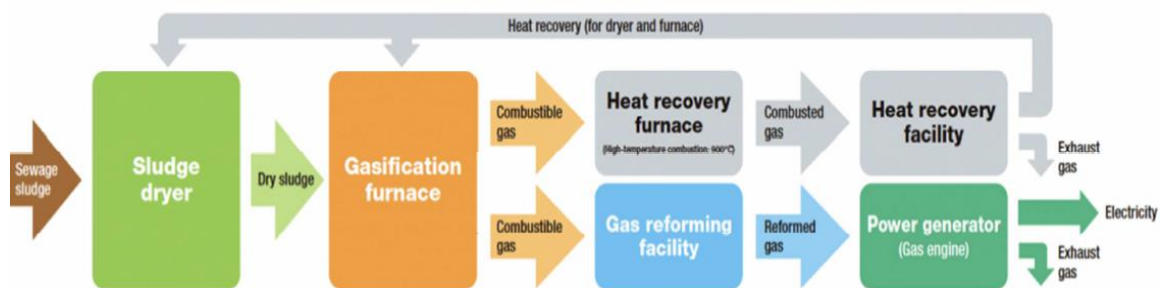 Heat recovery (for dryer and furnace)
Sewage
sludge
Sludge
dryer
Dry sludge
Gasification
furnace
Combustible
gas
Heat recovery
furnace
(High-temperature combustion: 900°C)
Combusted
gas
Heat recovery
facility
Exhaust
gas
Combustible
gas
Gas reforming
facility
Reformed
gas
Power generator
(Gas engine)
Electricity
Exhaust
gas